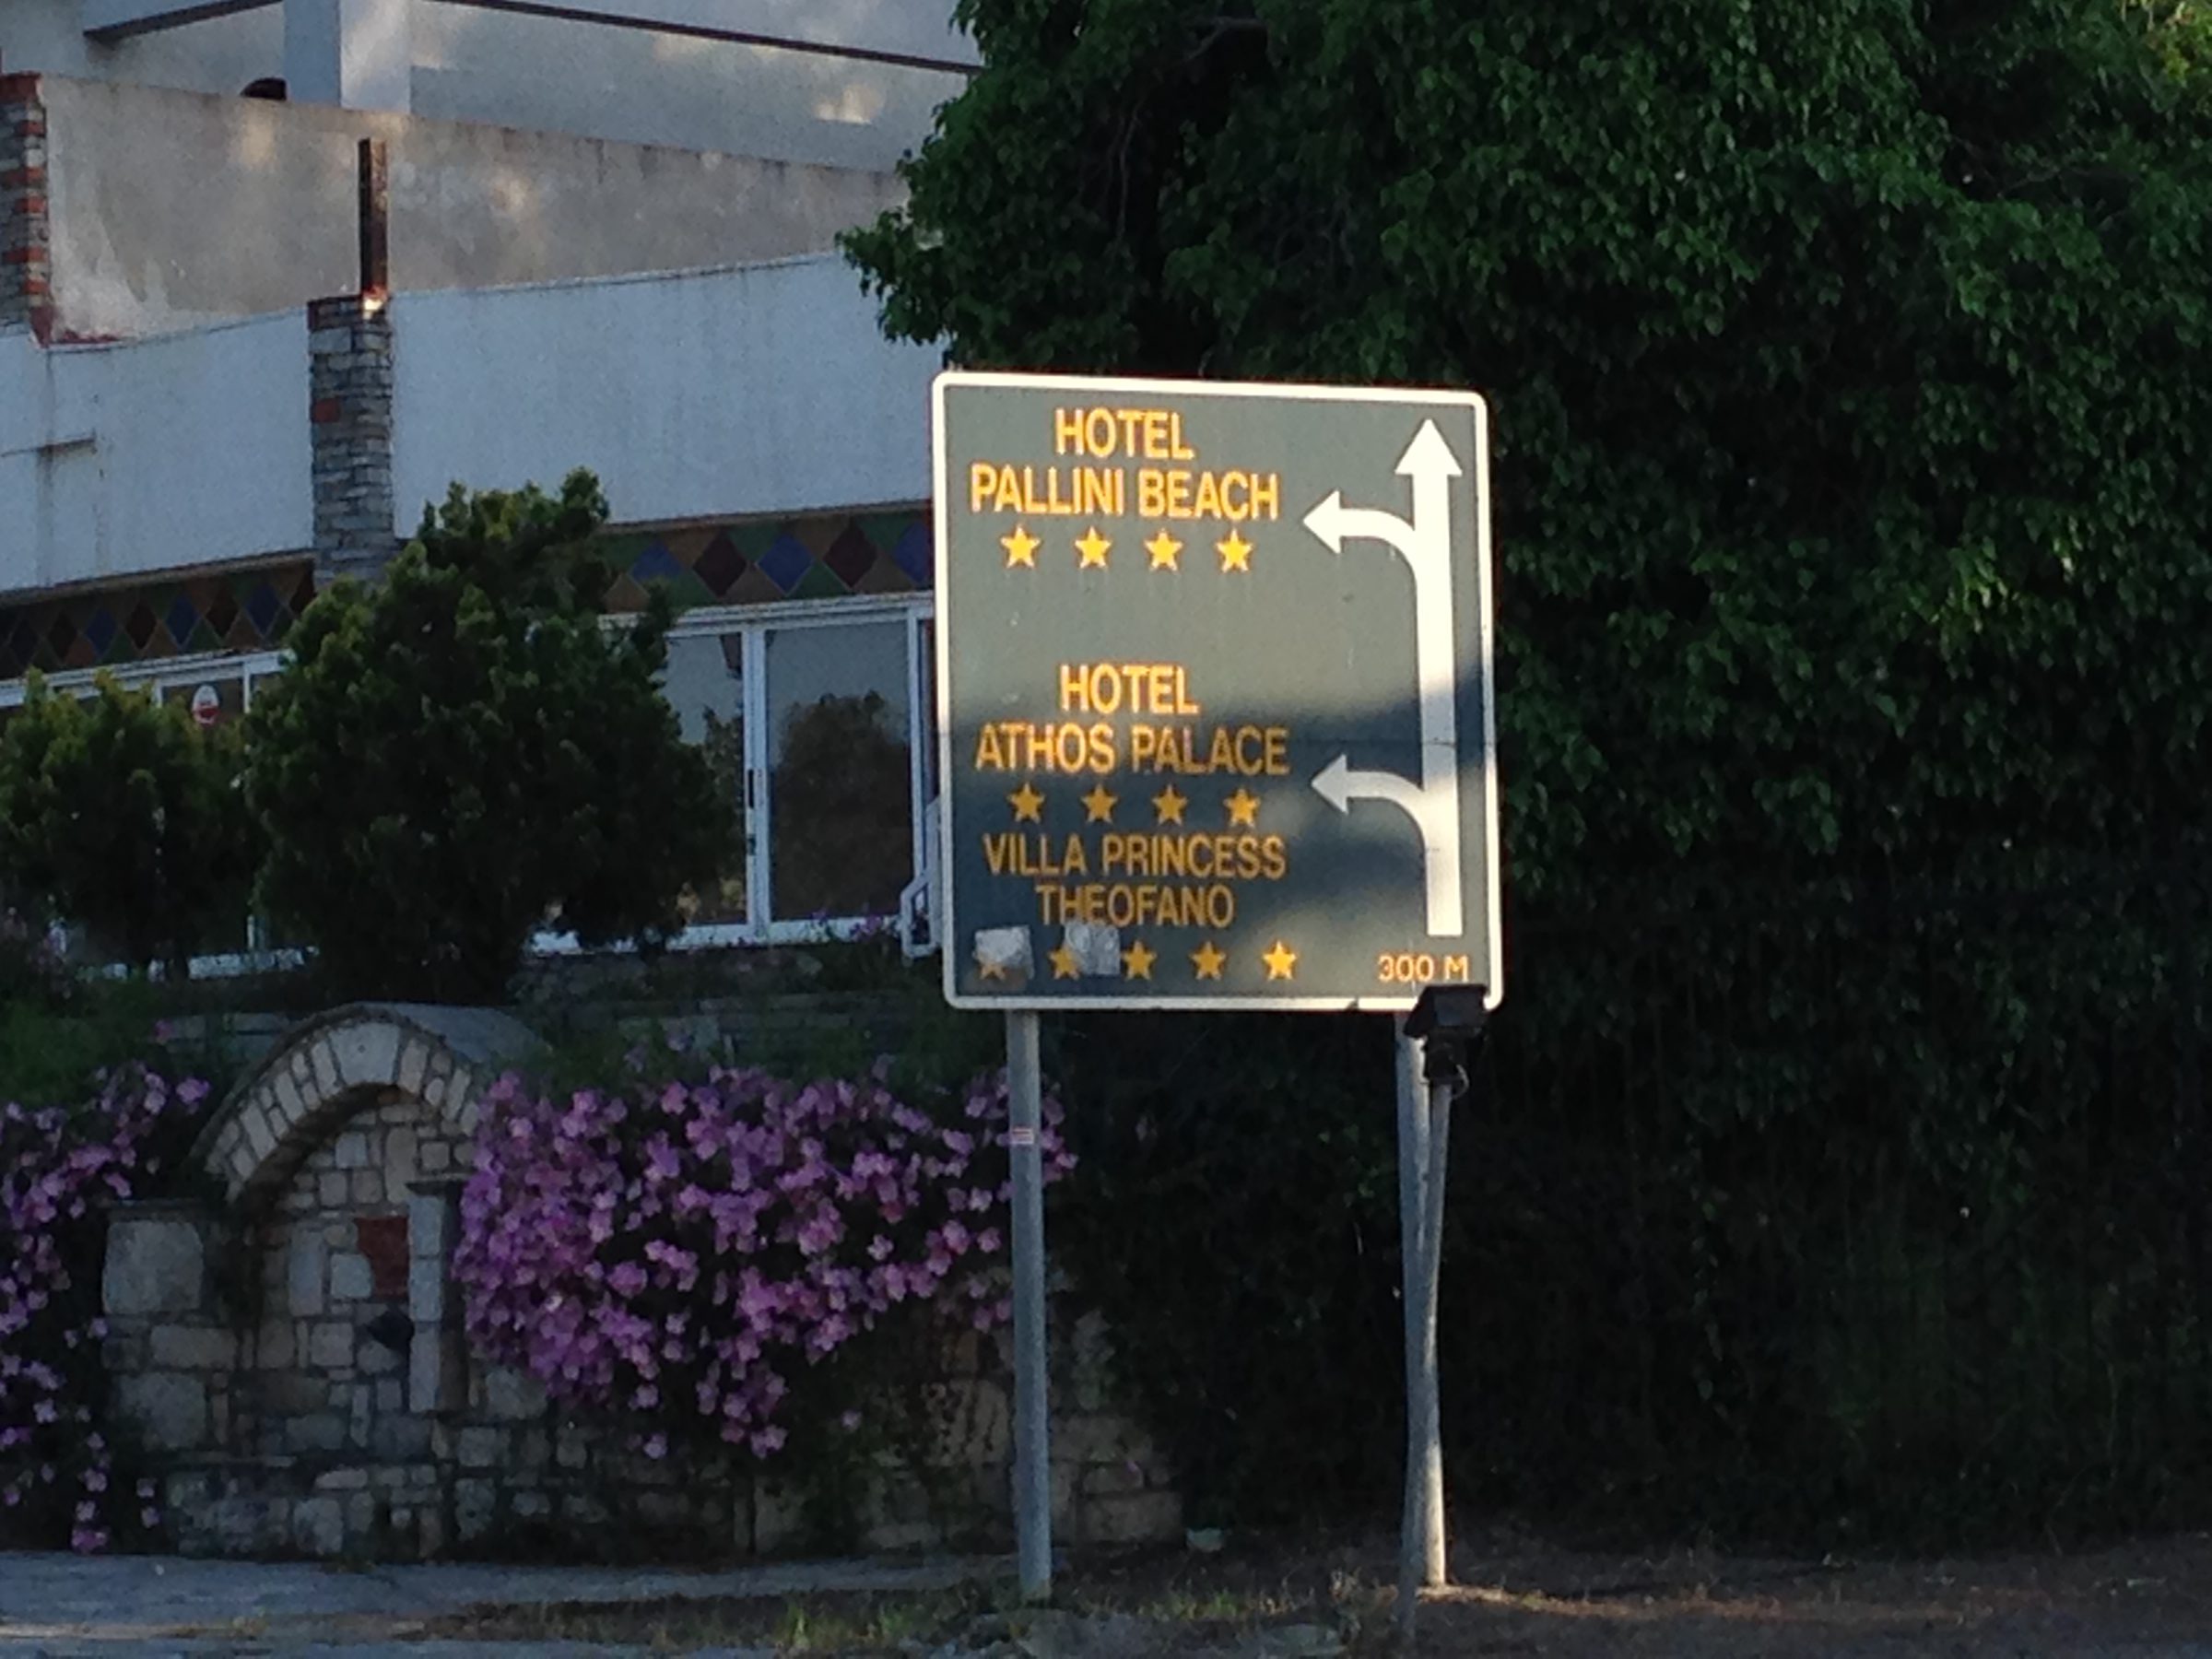 HOTEL
PALLINI BEACH
HOTEL
ATHOS PALACE
VILLA PRINCESS
THEOFANO
300 M